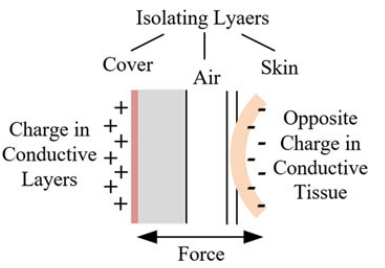 Isolating Lyaers
Cover
Air
Skin
Charge in
Conductive
Layers
+
+
+
+
+
+
+
-
-
-
-
-
-
Opposite
Charge in
Conductive
Tissue
Force